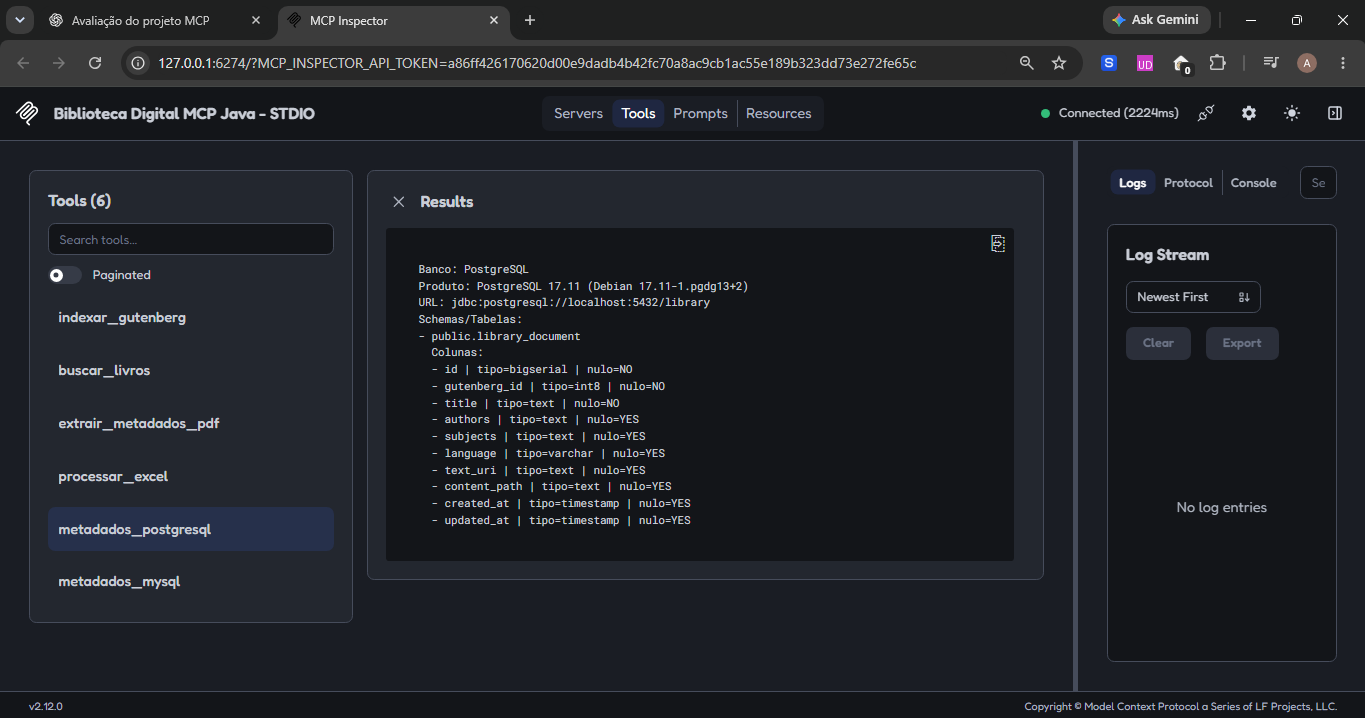 Avaliação do projeto MCP
MCP Inspector
Ask Gemini
127.0.0.1:6274/?MCP_INSPECTOR_API_TOKEN=a86ff426170620d00e9dadb4b42fc70a8ac9cb1ac55e189b323dd73e272fe65c
S
UD
0
A
Biblioteca Digital MCP Java - STDIO
Servers
Tools
Prompts
Resources
Connected (2224ms)
Tools (6)
Search tools...
Paginated
indexar_gutenberg
buscar_livros
extrair_metadados_pdf
processar_excel
metadados_postgresql
metadados_mysql
Results
Banco: PostgreSQL
Produto: PostgreSQL 17.11 (Debian 17.11-1.pgdg13+2)
URL: jdbc:postgresql://localhost:5432/library
Schemas/Tabelas:
- public.library_document
Colunas:
- id | tipo=bigserial | nulo=NO
- gutenberg_id | tipo=int8 | nulo=NO
- title | tipo=text | nulo=NO
- authors | tipo=text | nulo=YES
- subjects | tipo=text | nulo=YES
- language | tipo=varchar | nulo=YES
- text_uri | tipo=text | nulo=YES
- content_path | tipo=text | nulo=YES
- created_at | tipo=timestamp | nulo=YES
- updated_at | tipo=timestamp | nulo=YES
Logs
Protocol
Console
Se
Log Stream
Newest First
Clear
Export
No log entries
v2.12.0
Copyright © Model Context Protocol a Series of LF Projects, LLC.